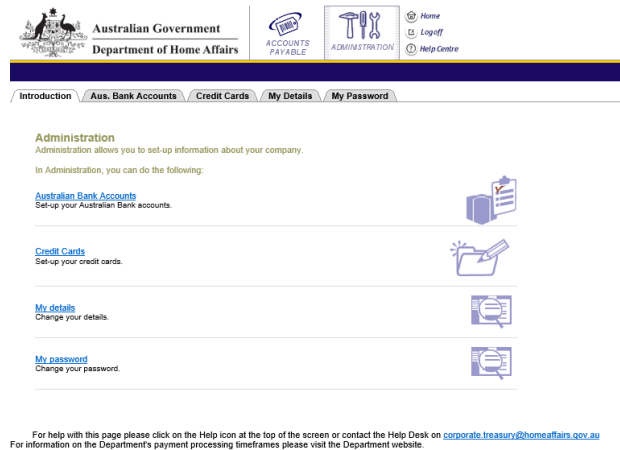 Australian Government
Department of Home Affairs
ACCOUNTS
PAYABLE
ADMINISTRATION
Home
Logoff
Help Centre
Introduction Aus. Bank Accounts Credit Cards My Details My Password
Administration
Administration allows you to set-up information about your company.
In Administration, you can do the following:
Australian Bank Accounts
Set-up your Australian Bank accounts.
Credit Cards
Set-up your credit cards.
My details
Change your details.
My password
Change your password.
For help with this page please click on the Help icon at the top of the screen or contact the Help Desk on corporate.treasury@homeaffairs.gov.au
For information on the Department's payment processing timeframes please visit the Department website.